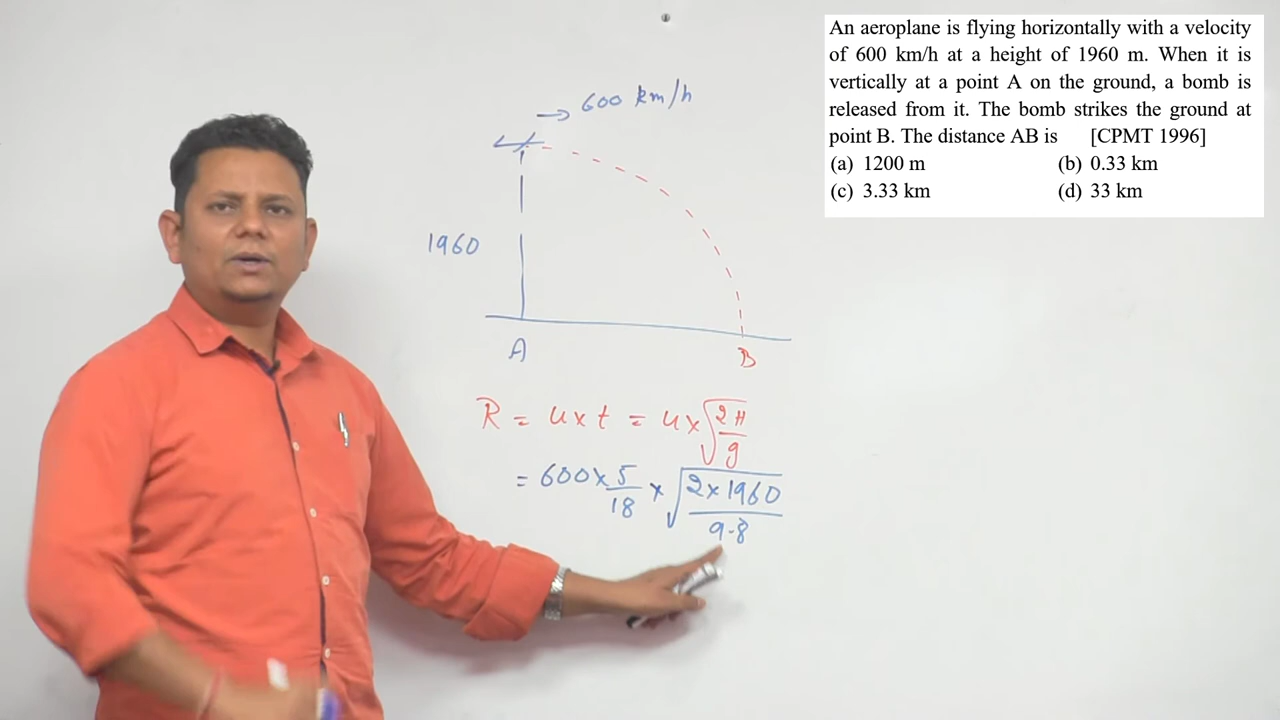 An aeroplane is flying horizontally with a velocity
of 600 km/h at a height of 1960 m. When it is
vertically at a point A on the ground, a bomb is
released from it. The bomb strikes the ground at
point B. The distance AB is [CPMT 1996]
(a) 1200 m (b) 0.33 km
(c) 3.33 km (d) 33 km
→ 600 km/h
1960
A B
R = u×t = u×√(2H/g)
= 600×5/18 × √(2×1960/9.8)